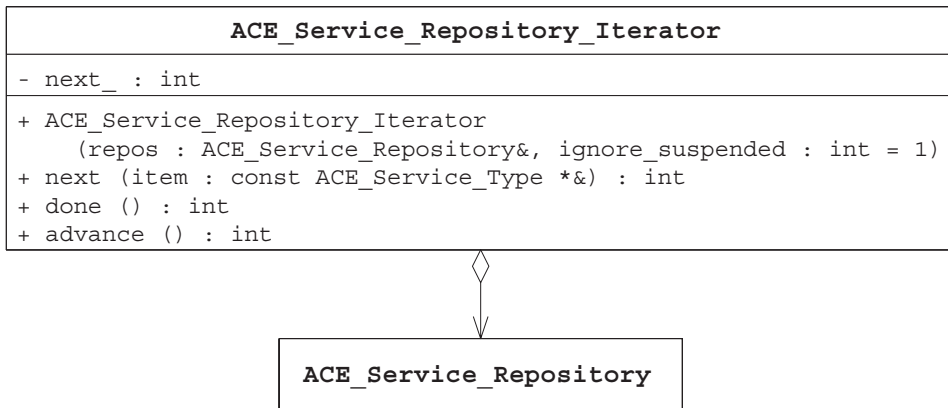 ACE_Service_Repository_Iterator
- next_ : int
+ ACE_Service_Repository_Iterator
(repos : ACE_Service_Repository&, ignore_suspended : int = 1)
+ next (item : const ACE_Service_Type *&) : int
+ done () : int
+ advance () : int
ACE_Service_Repository